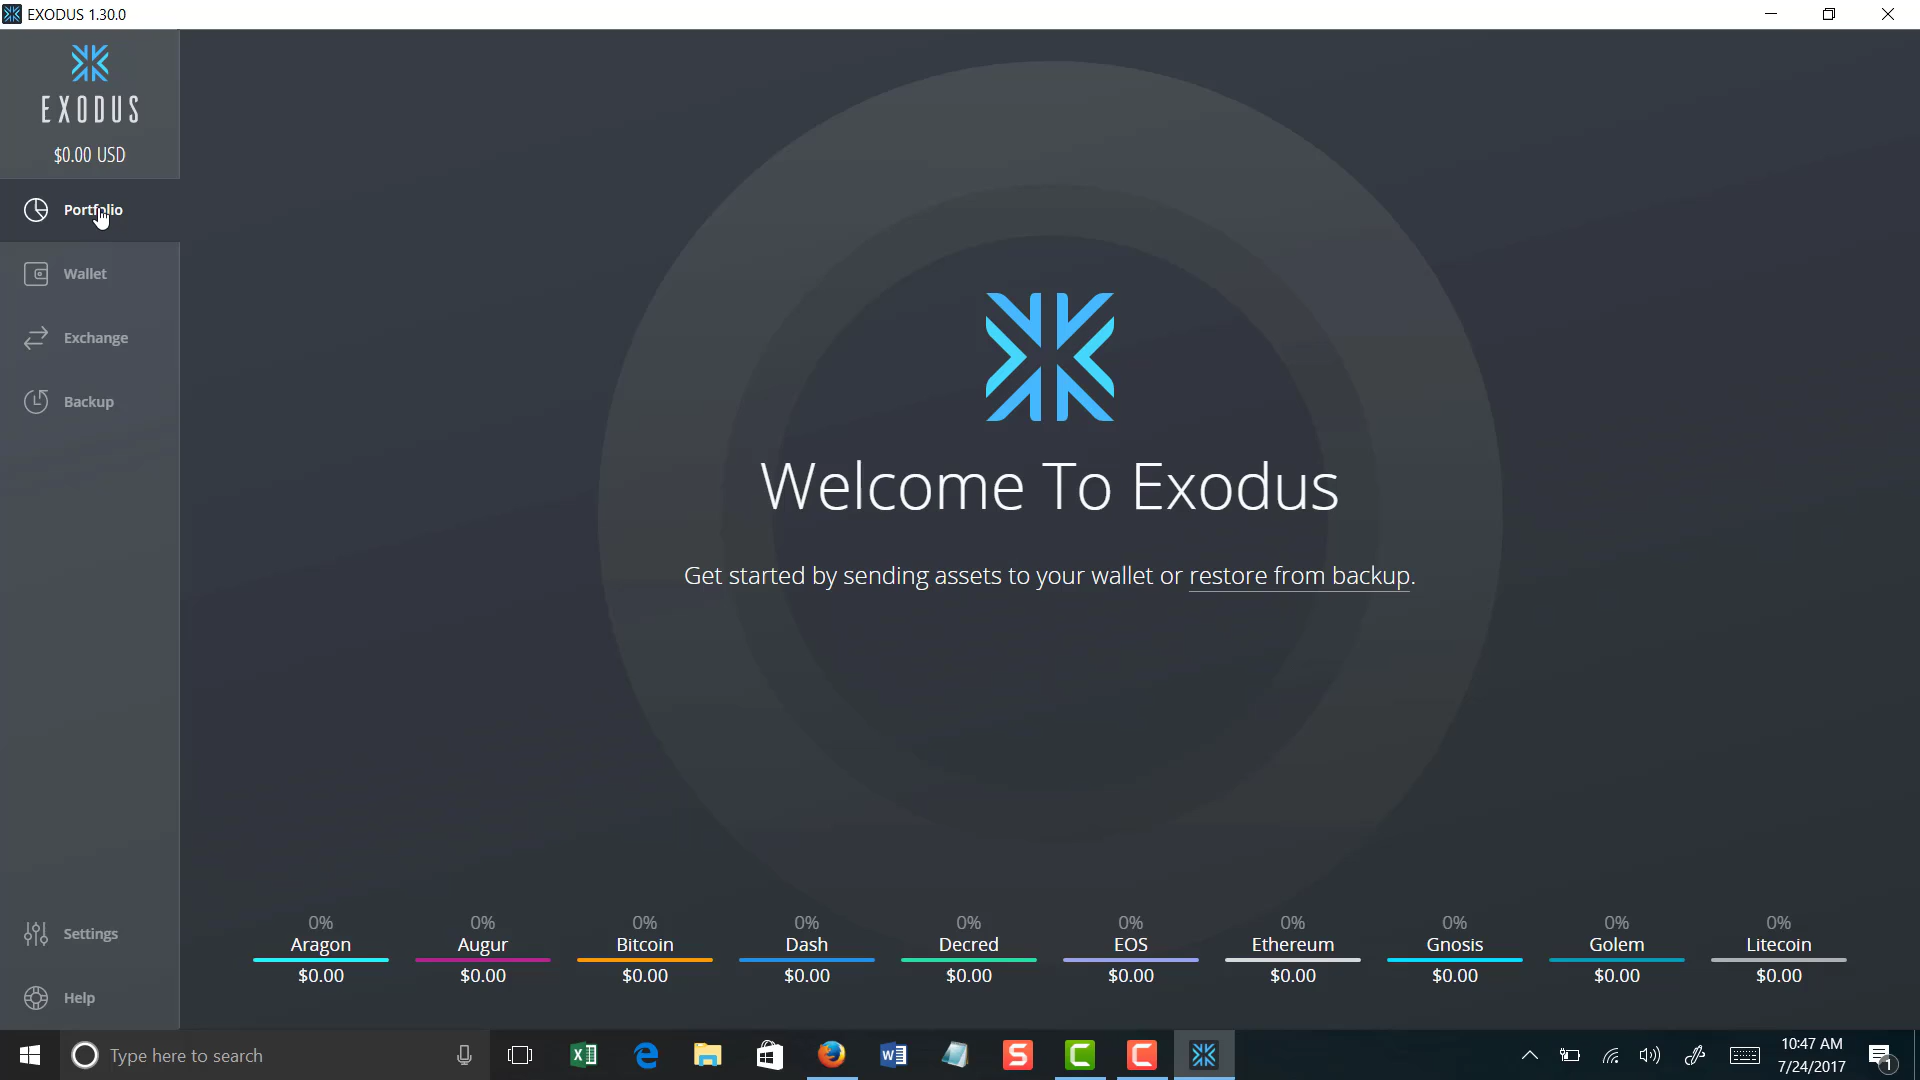 EXODUS 1.30.0
EXODUS
$0.00 USD
Portfolio
Wallet
Exchange
Backup
Welcome To Exodus
Get started by sending assets to your wallet or restore from backup.
0% 0% 0% 0% 0% 0% 0% 0% 0% 0%
Aragon Augur Bitcoin Dash Decred EOS Ethereum Gnosis Golem Litecoin
$0.00 $0.00 $0.00 $0.00 $0.00 $0.00 $0.00 $0.00 $0.00 $0.00
Settings
Help
Type here to search
10:47 AM
7/24/2017
1